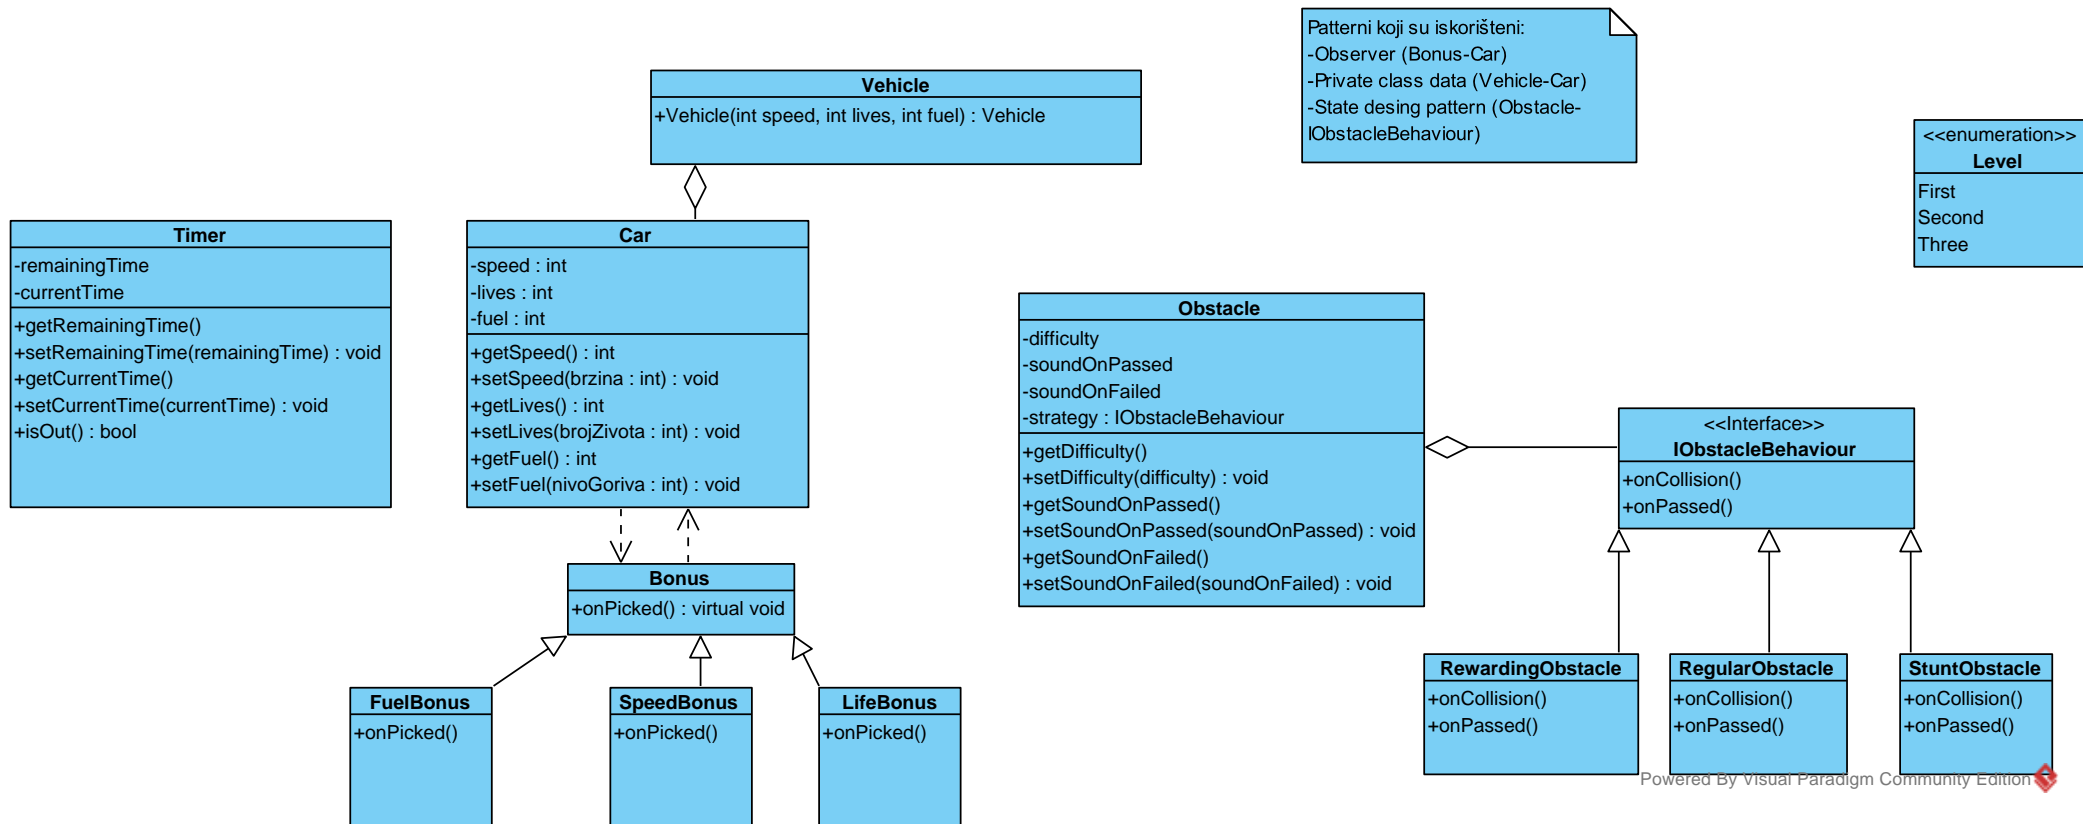 Patterni koji su iskorišteni:
-Observer (Bonus-Car)
-Private class data (Vehicle-Car)
-State desing pattern (Obstacle-
IObstacleBehaviour)
Vehicle
+Vehicle(int speed, int lives, int fuel) : Vehicle
<<enumeration>>
Level
First
Second
Three
Timer
-remainingTime
-currentTime
+getRemainingTime()
+setRemainingTime(remainingTime) : void
+getCurrentTime()
+setCurrentTime(currentTime) : void
+isOut() : bool
Car
-speed : int
-lives : int
-fuel : int
+getSpeed() : int
+setSpeed(brzina : int) : void
+getLives() : int
+setLives(brojZivota : int) : void
+getFuel() : int
+setFuel(nivoGoriva : int) : void
Obstacle
-difficulty
-soundOnPassed
-soundOnFailed
-strategy : IObstacleBehaviour
+getDifficulty()
+setDifficulty(difficulty) : void
+getSoundOnPassed()
+setSoundOnPassed(soundOnPassed) : void
+getSoundOnFailed()
+setSoundOnFailed(soundOnFailed) : void
<<Interface>>
IObstacleBehaviour
+onCollision()
+onPassed()
Bonus
+onPicked() : virtual void
FuelBonus
+onPicked()
SpeedBonus
+onPicked()
LifeBonus
+onPicked()
RewardingObstacle
+onCollision()
+onPassed()
RegularObstacle
+onCollision()
+onPassed()
StuntObstacle
+onCollision()
+onPassed()
Powered By Visual Paradigm Community Edition